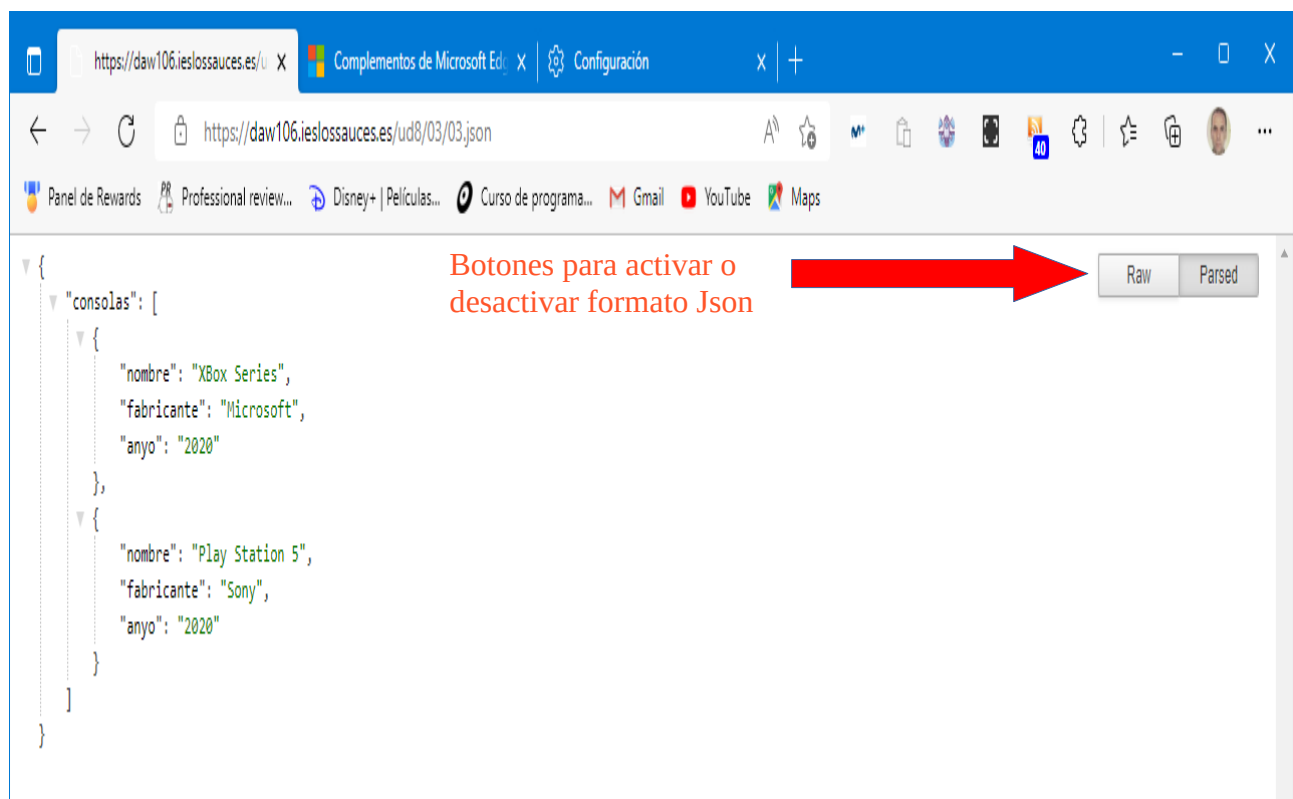 https://daw106.ieslossauces.es/u
Complementos de Microsoft Edg
Configuración
https://daw106.ieslossauces.es/ud8/03/03.json
40
Panel de Rewards
Professional review...
Disney+ | Películas...
Curso de programa...
Gmail
YouTube
Maps
Botones para activar o
desactivar formato Json
Raw
Parsed
{
"consolas": [
{
"nombre": "XBox Series",
"fabricante": "Microsoft",
"anyo": "2020"
},
{
"nombre": "Play Station 5",
"fabricante": "Sony",
"anyo": "2020"
}
]
}